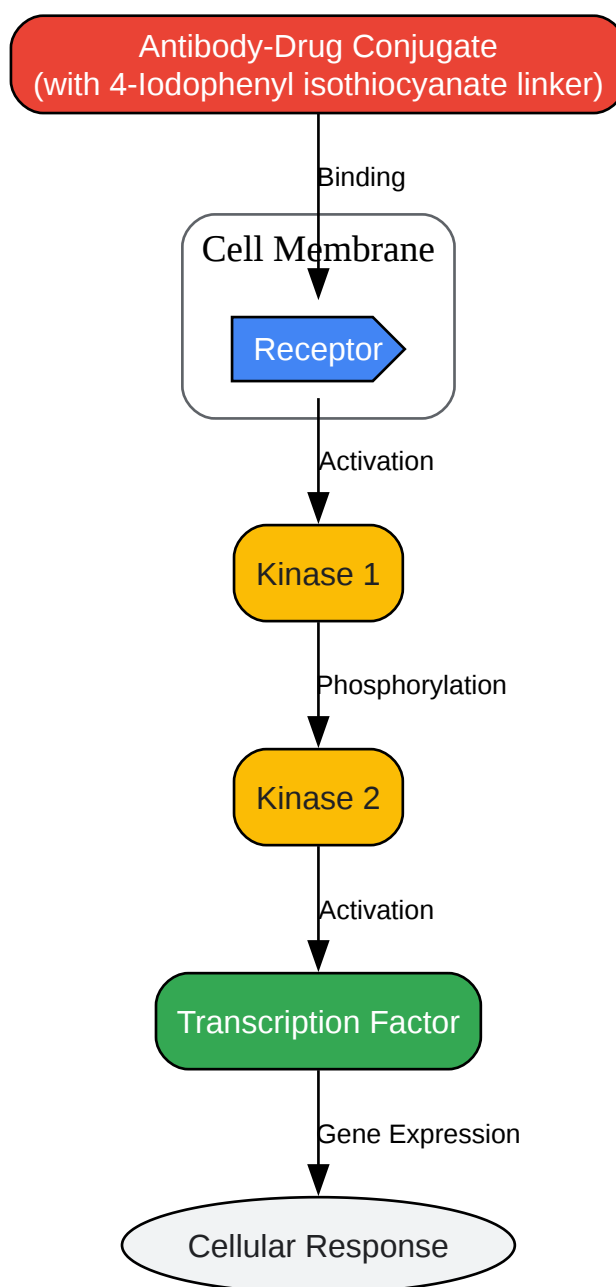 Antibody-Drug Conjugate
(with 4-Iodophenyl isothiocyanate linker)
Binding
Cell Membrane
Receptor
Activation
Kinase 1
Phosphorylation
Kinase 2
Activation
Transcription Factor
Gene Expression
Cellular Response